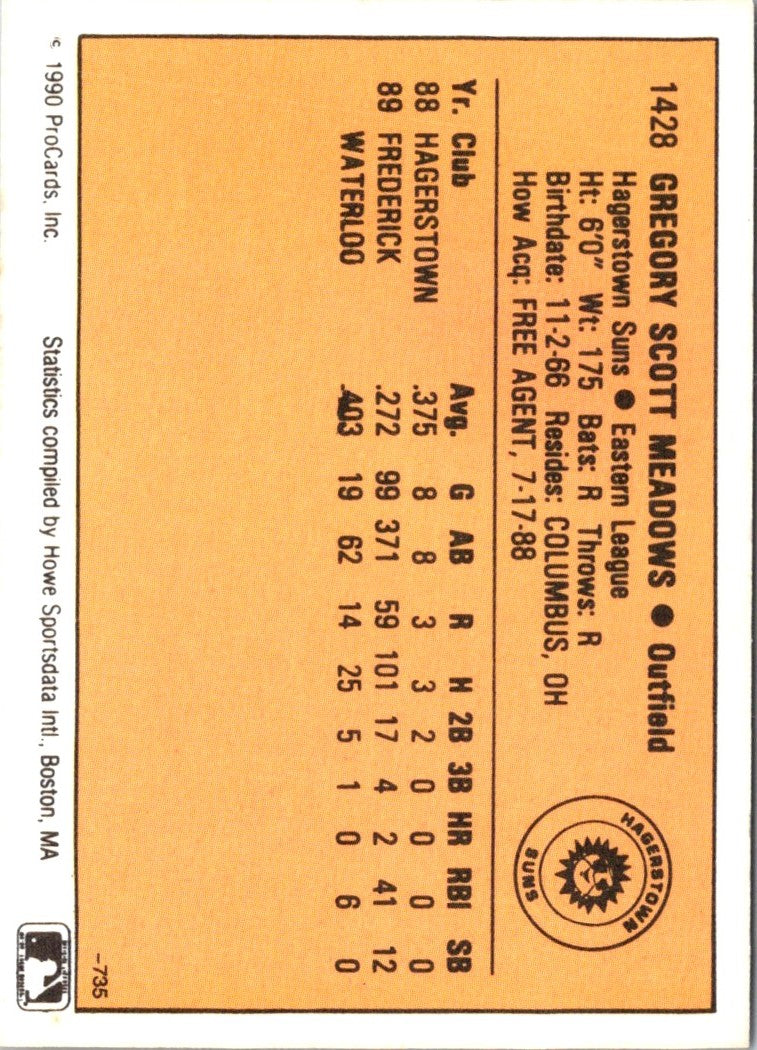 1428 GREGORY SCOTT MEADOWS ● Outfield
Hagerstown Suns ● Eastern League
Ht: 6'0" Wt: 175 Bats: R Throws: R
Birthdate: 11-2-66 Resides: COLUMBUS, OH
How Acq: FREE AGENT, 7-17-88
HAGERSTOWN
SUNS
Yr. Club Avg. G AB R H 2B 3B HR RBI SB
88 HAGERSTOWN .375 8 8 3 3 2 0 0 0 0
89 FREDERICK .272 99 371 59 101 17 4 2 41 12
WATERLOO .403 19 62 14 25 5 1 0 6 0
-735
© 1990 ProCards, Inc. Statistics compiled by Howe Sportsdata Intl., Boston, MA